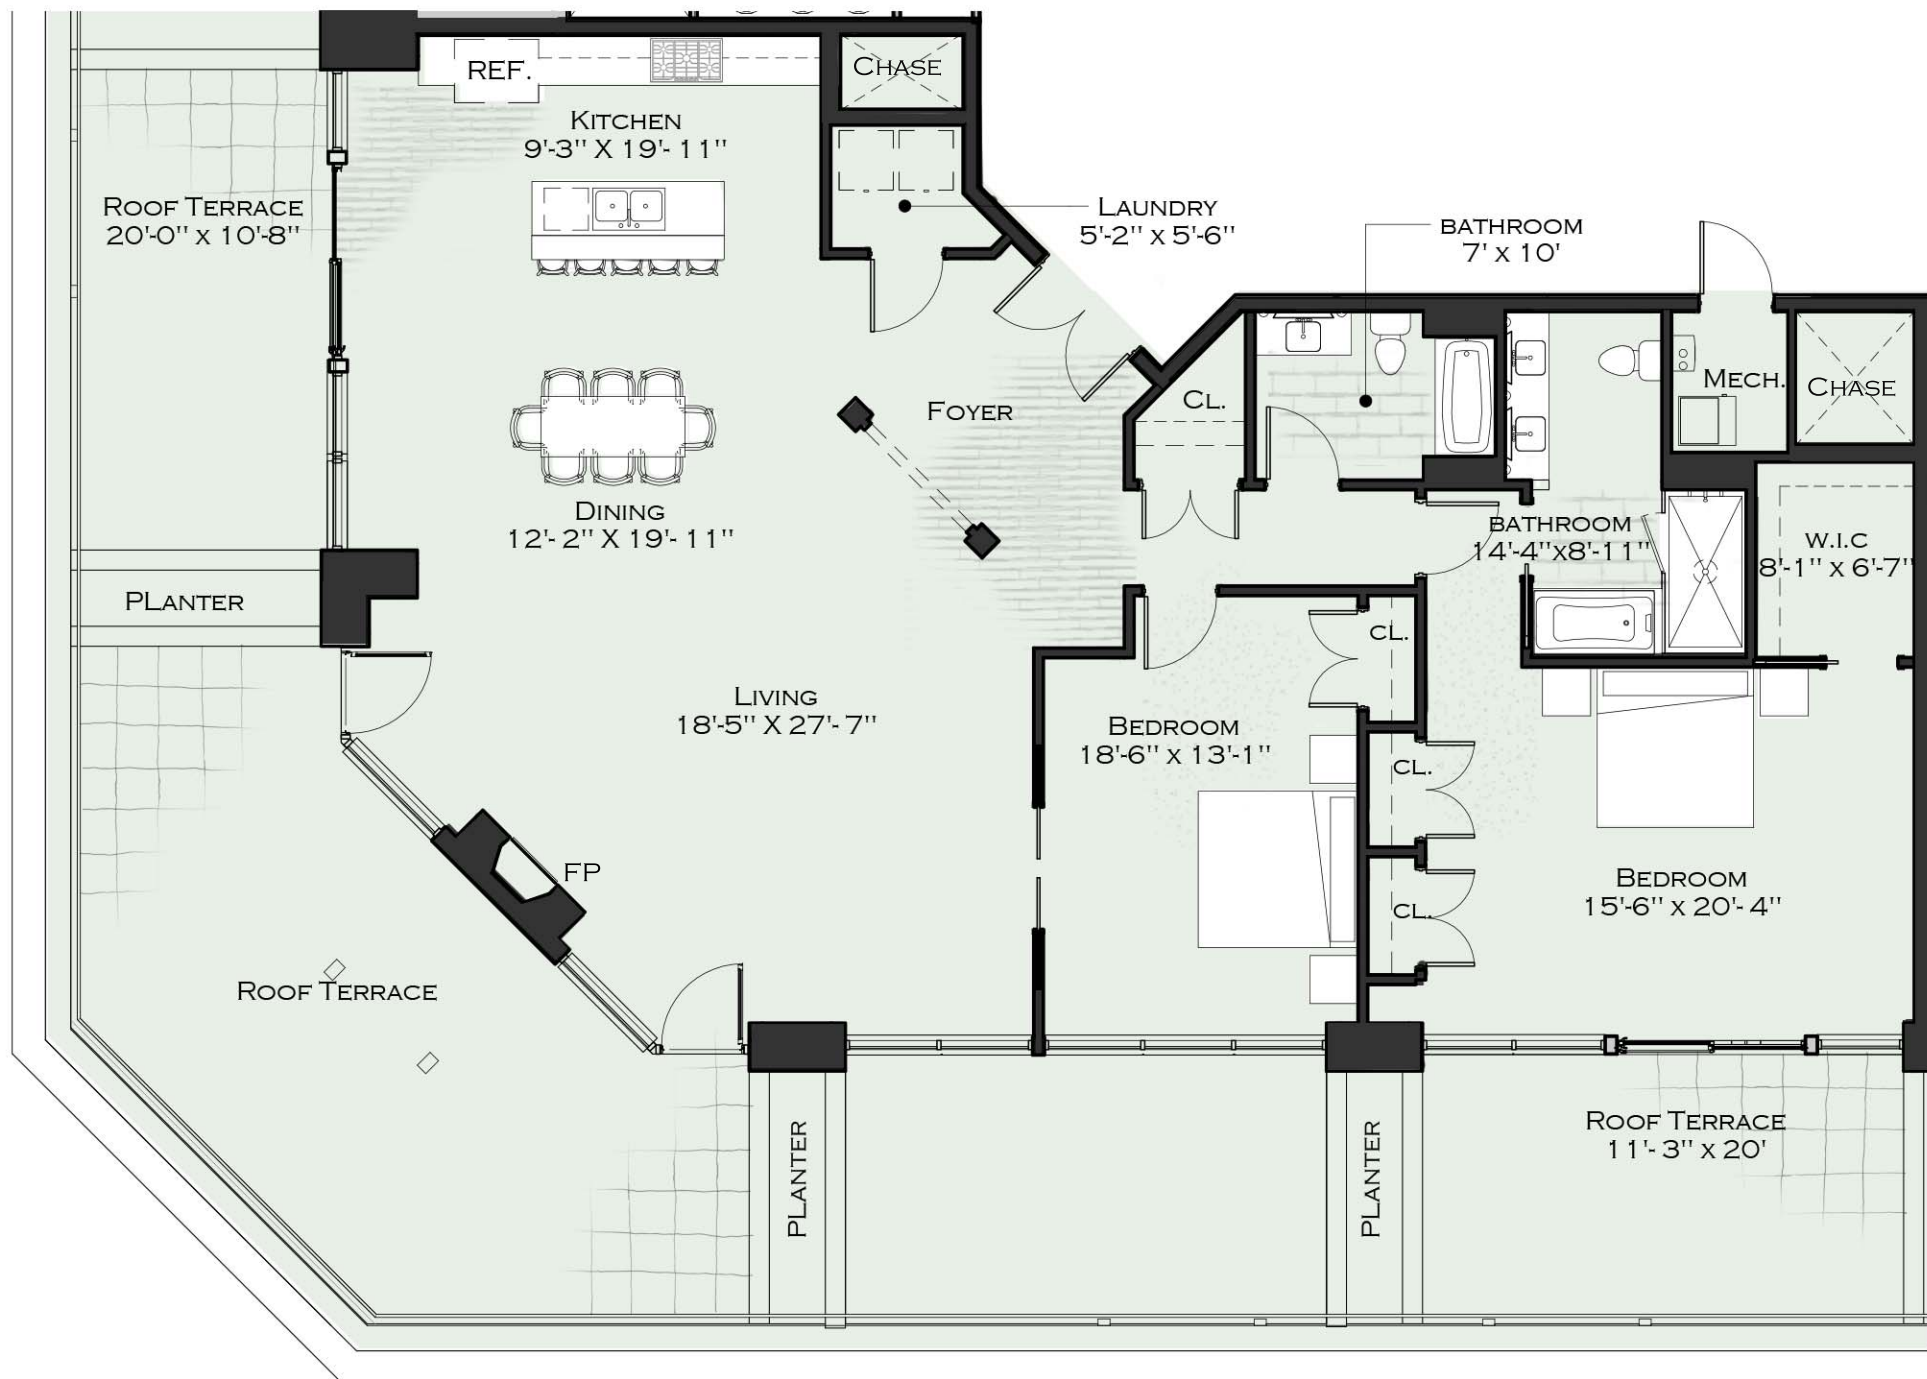 REF.
CHASE
KITCHEN
9'-3" X 19'- 11"
ROOF TERRACE
20'-0" X 10'-8"
LAUNDRY
5'-2" X 5'-6"
BATHROOM
7' X 10'
MECH.
CHASE
CL.
FOYER
DINING
12'- 2" X 19'- 11"
BATHROOM
14'-4"X8'-11"
W.I.C
8'-1" X 6'-7"
PLANTER
CL.
LIVING
18'-5" X 27'- 7"
BEDROOM
18'-6" X 13'-1"
CL.
FP
CL.
BEDROOM
15'-6" X 20'- 4"
ROOF TERRACE
PLANTER
PLANTER
ROOF TERRACE
11'- 3" X 20'